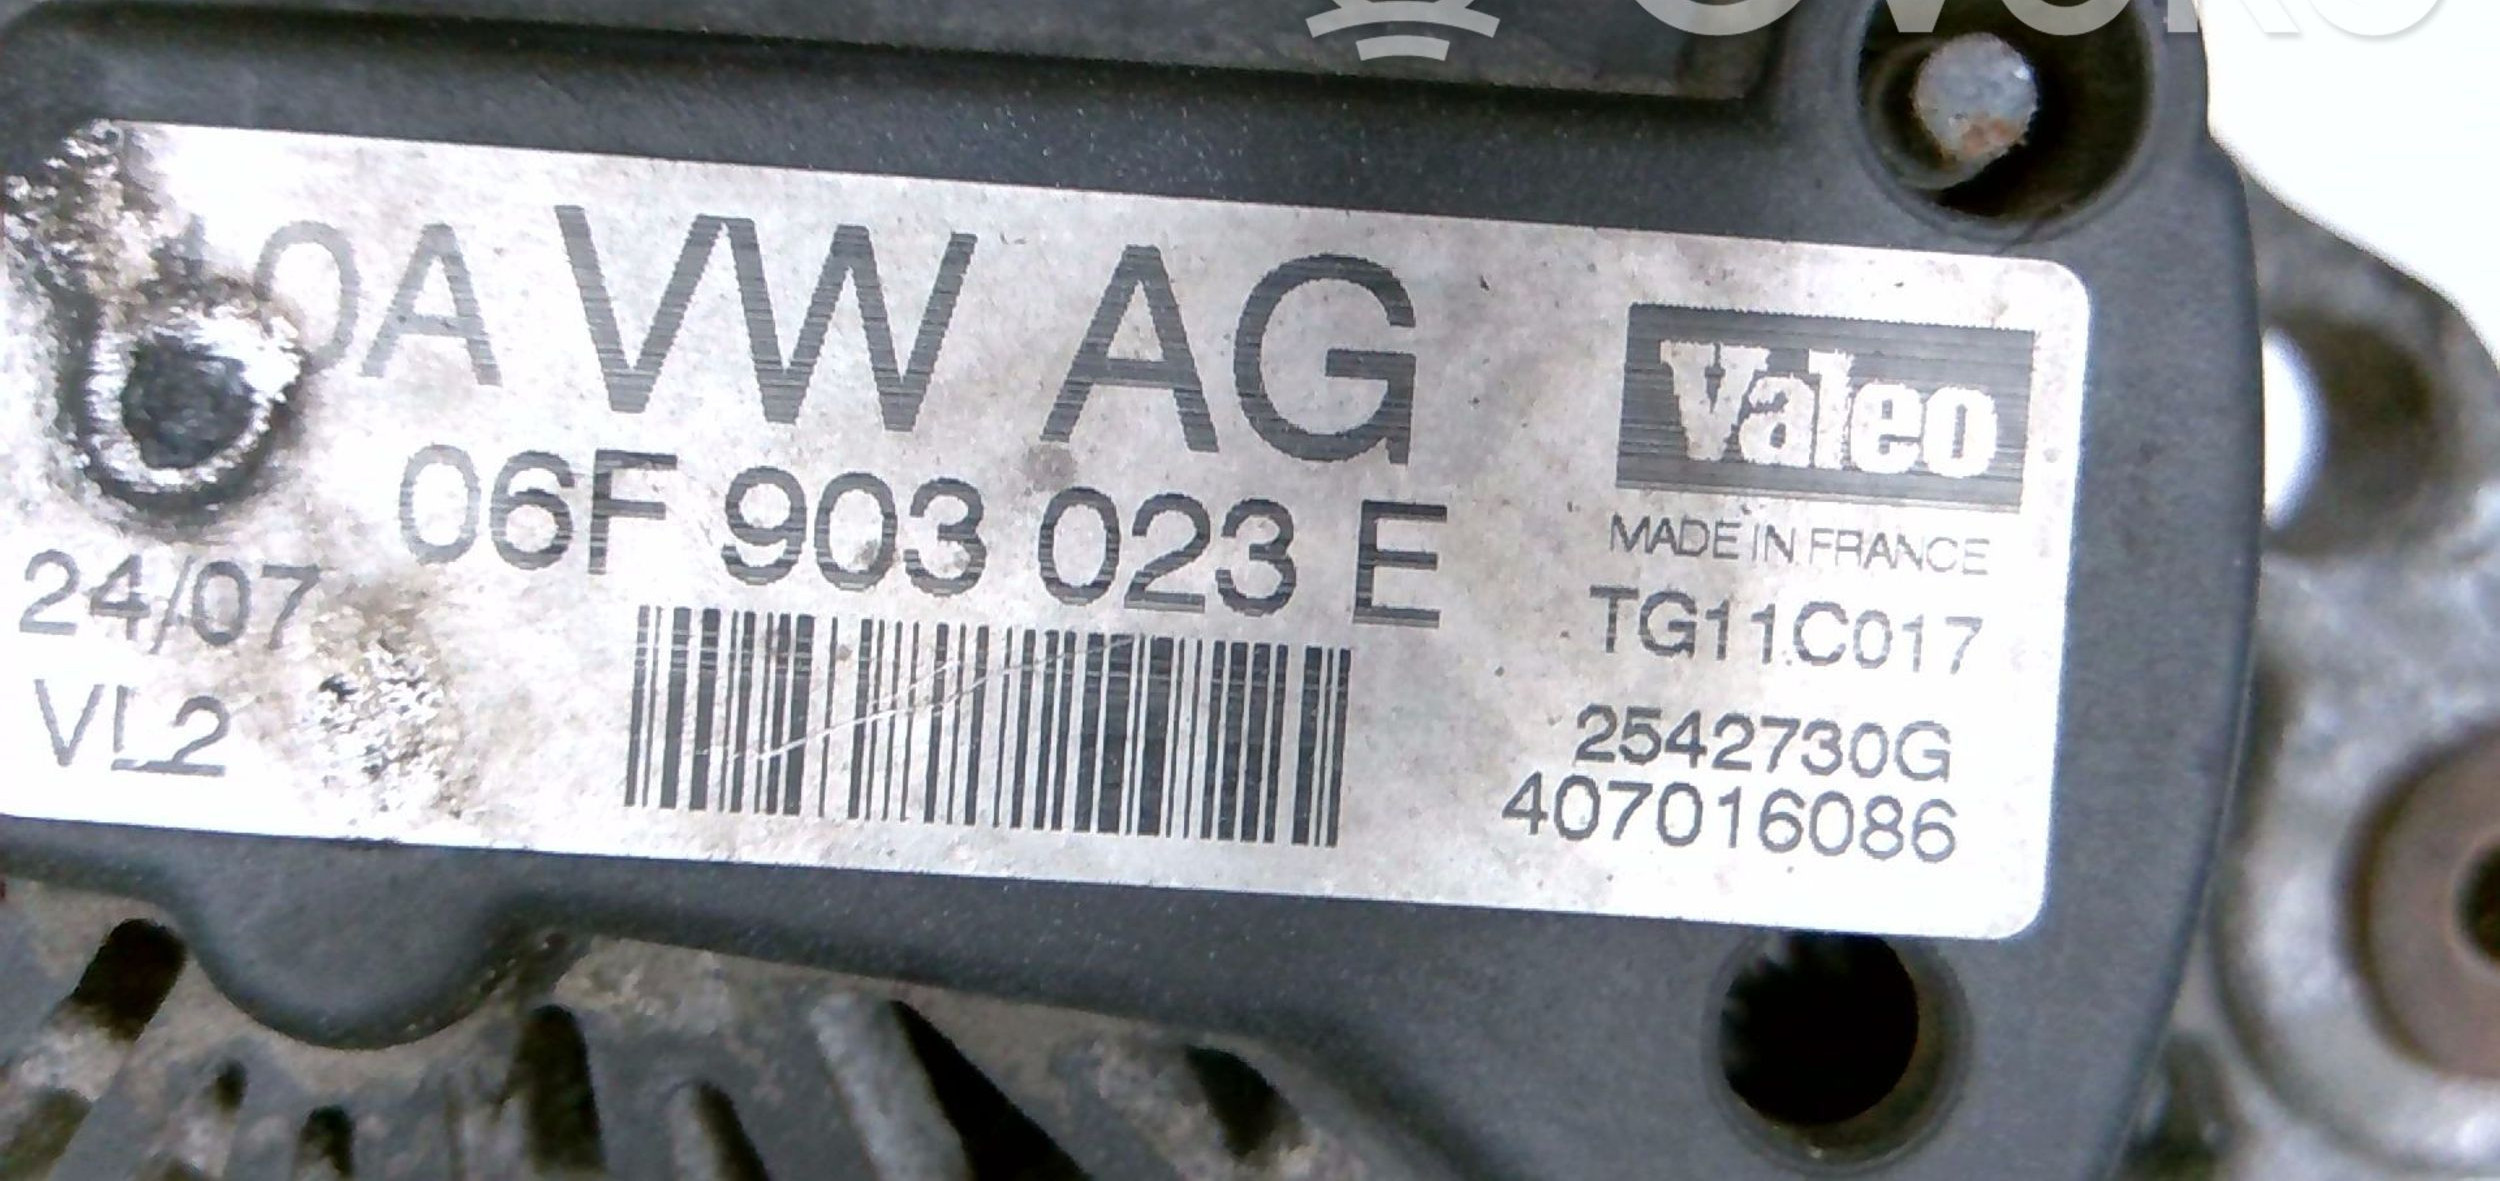 0A VW AG
06F 903 023 E
24/07
VL2
Valeo
MADE IN FRANCE
TG11C017
2542730G
407016086